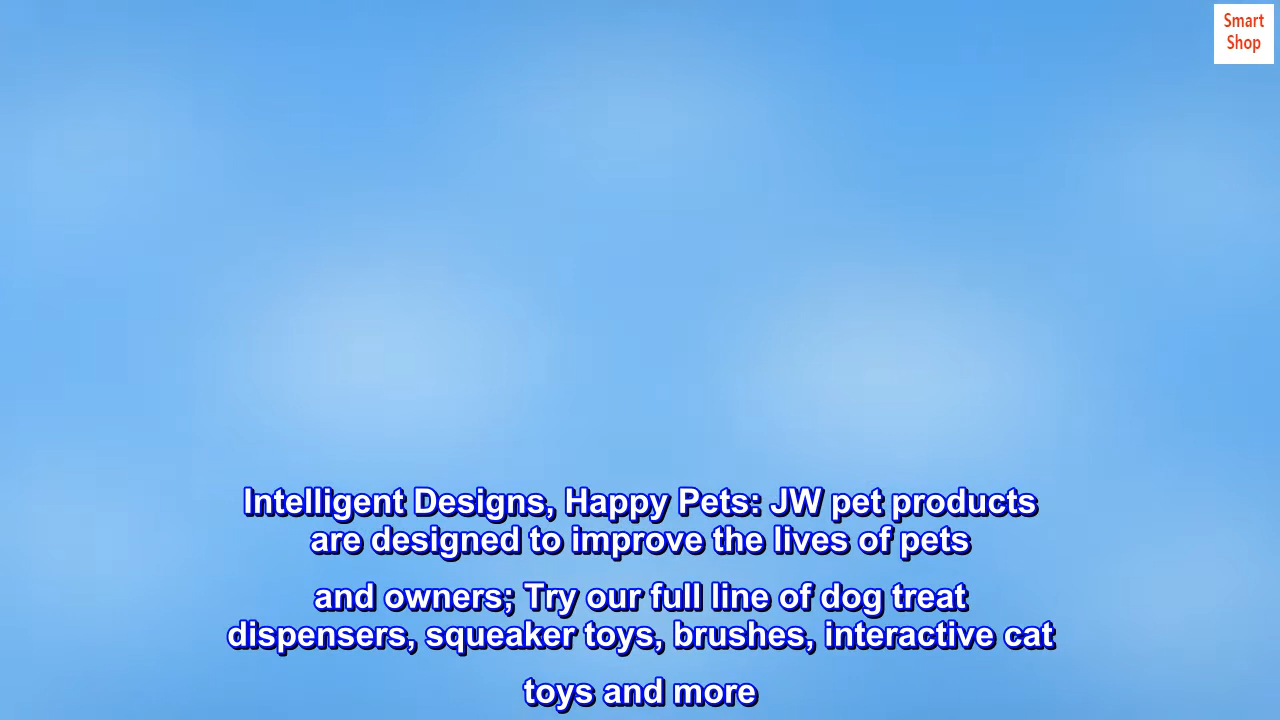 Smart
Shop
Intelligent Designs, Happy Pets: JW pet products
are designed to improve the lives of pets
and owners; Try our full line of dog treat
dispensers, squeaker toys, brushes, interactive cat
toys and more